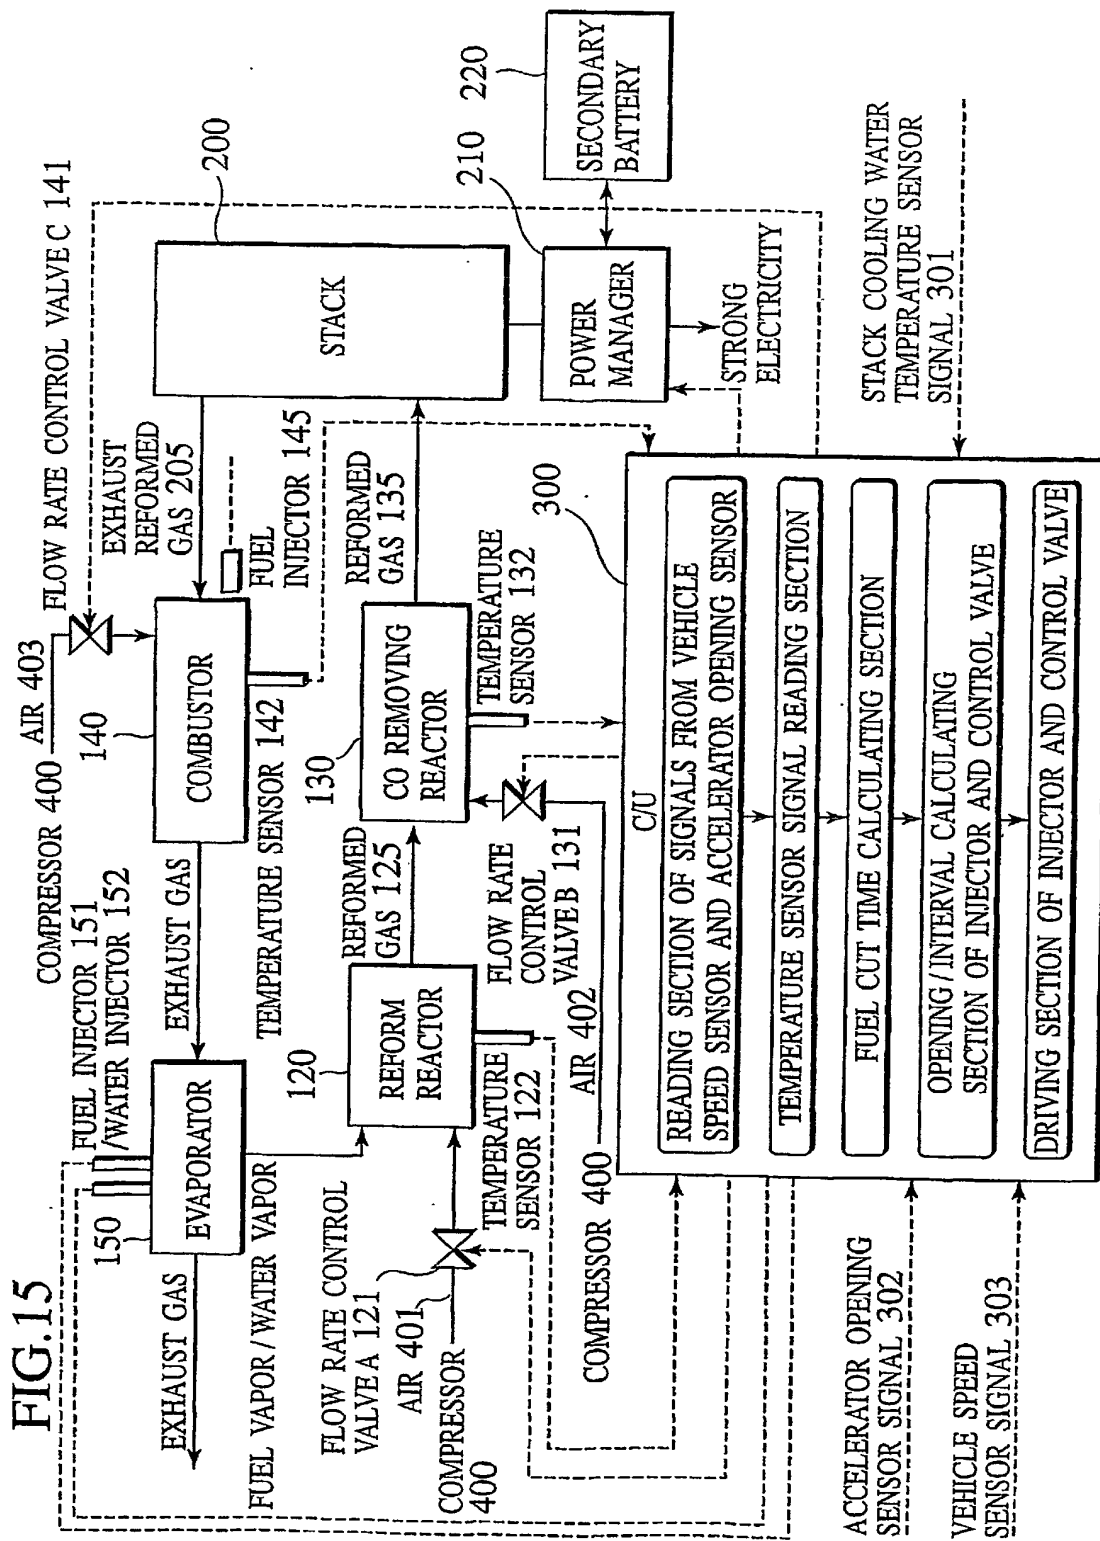 FIG.15
FUEL INJECTOR 151
/WATER INJECTOR 152
COMPRESSOR 400
AIR 403
FLOW RATE CONTROL VALVE C 141
EXHAUST GAS
150
EVAPORATOR
EXHAUST GAS
140
COMBUSTOR
EXHAUST
REFORMED
GAS 205
200
FUEL
INJECTOR 145
STACK
FUEL VAPOR/WATER VAPOR
TEMPERATURE SENSOR 142
120
REFORM
REACTOR
REFORMED
GAS 125
130
CO REMOVING
REACTOR
REFORMED
GAS 135
210
POWER
MANAGER
220
SECONDARY
BATTERY
FLOW RATE CONTROL
VALVE A 121
AIR 401
COMPRESSOR
400
TEMPERATURE
SENSOR 122
FLOW RATE
CONTROL
VALVE B 131
TEMPERATURE
SENSOR 132
STRONG
ELECTRICITY
COMPRESSOR 400
AIR 402
300
C/U
READING SECTION OF SIGNALS FROM VEHICLE
SPEED SENSOR AND ACCELERATOR OPENING SENSOR
TEMPERATURE SENSOR SIGNAL READING SECTION
FUEL CUT TIME CALCULATING SECTION
OPENING/INTERVAL CALCULATING
SECTION OF INJECTOR AND CONTROL VALVE
DRIVING SECTION OF INJECTOR AND CONTROL VALVE
STACK COOLING WATER
TEMPERATURE SENSOR
SIGNAL 301
ACCELERATOR OPENING
SENSOR SIGNAL 302
VEHICLE SPEED
SENSOR SIGNAL 303